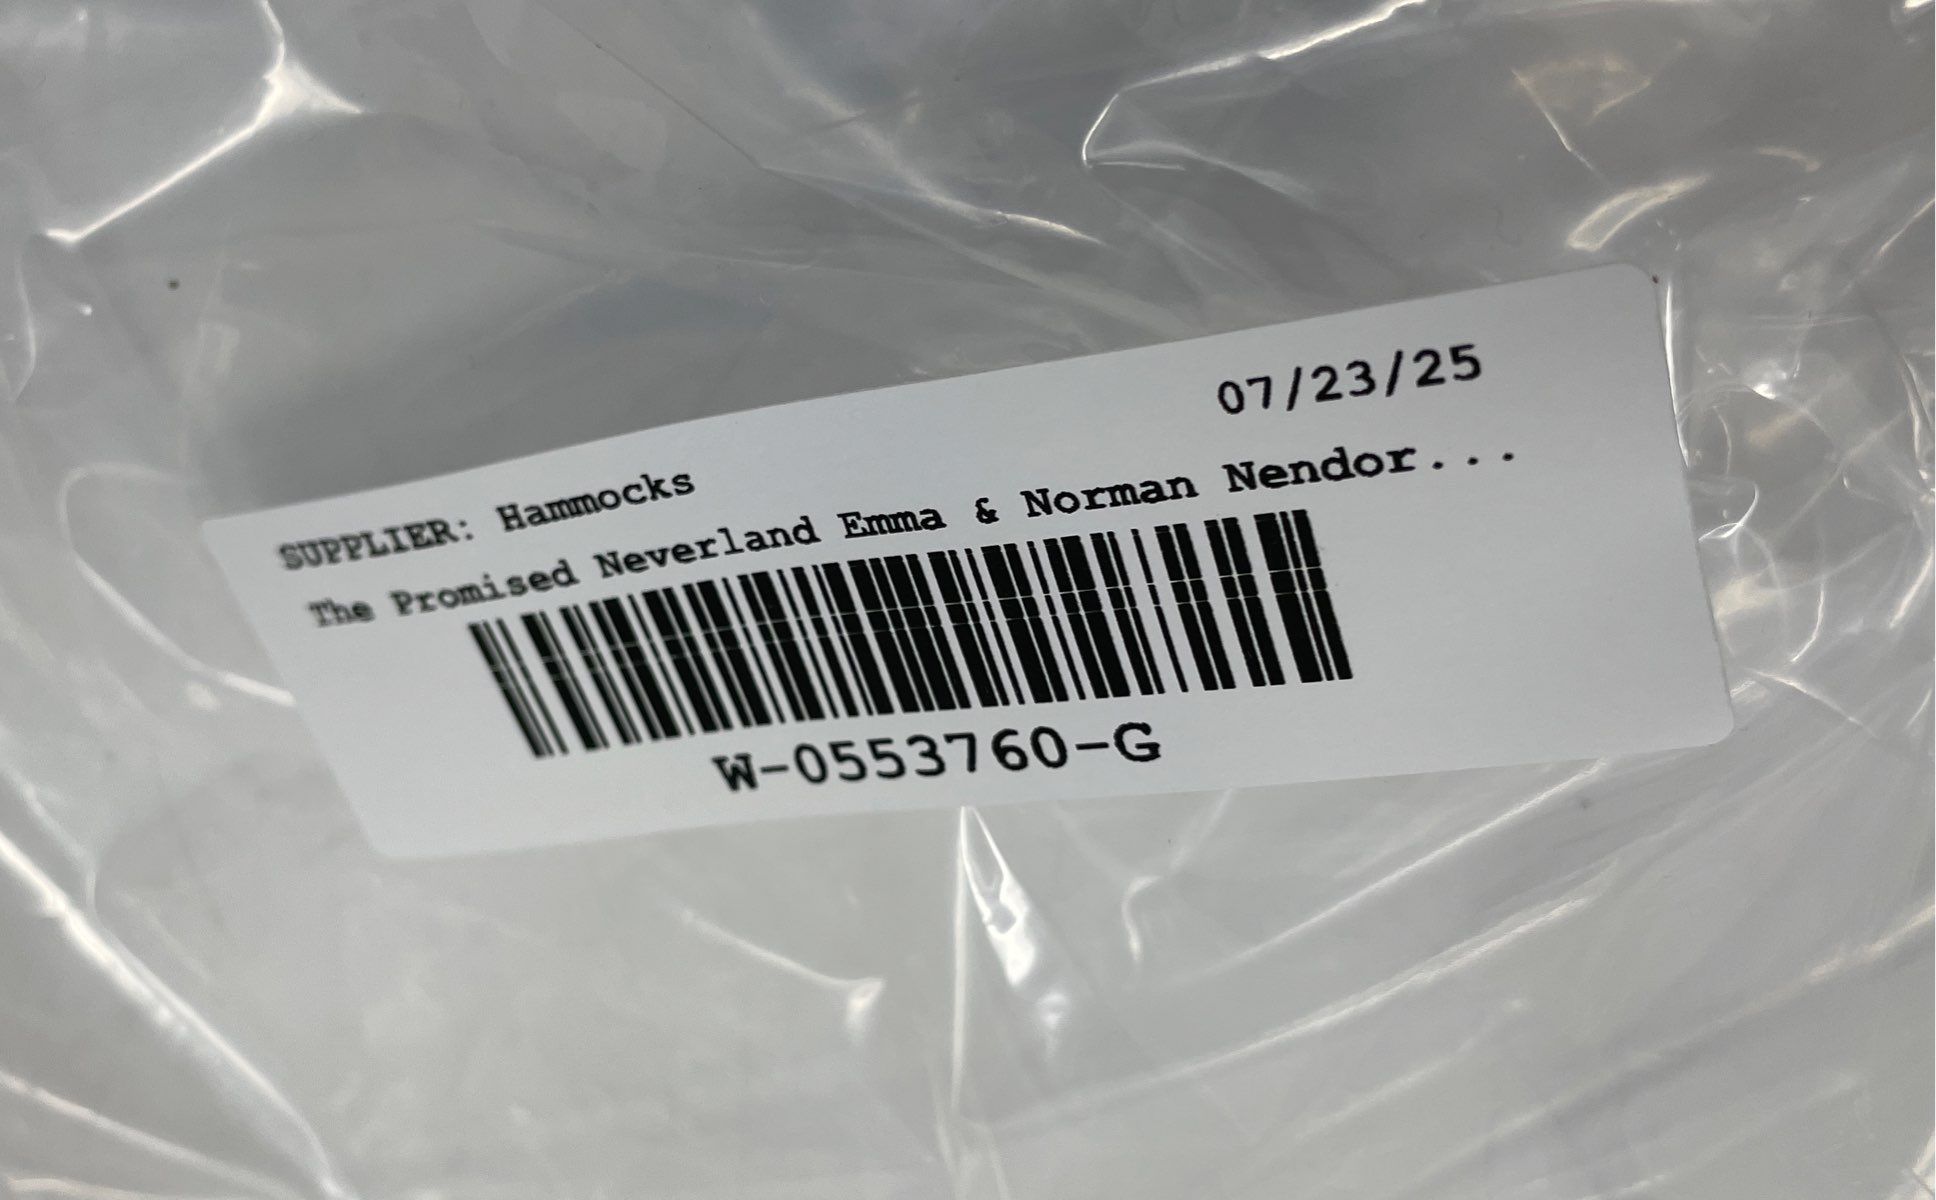 07/23/25
SUPPLIER: Hammocks
The Promised Neverland Emma & Norman Nendor...
W-0553760-G